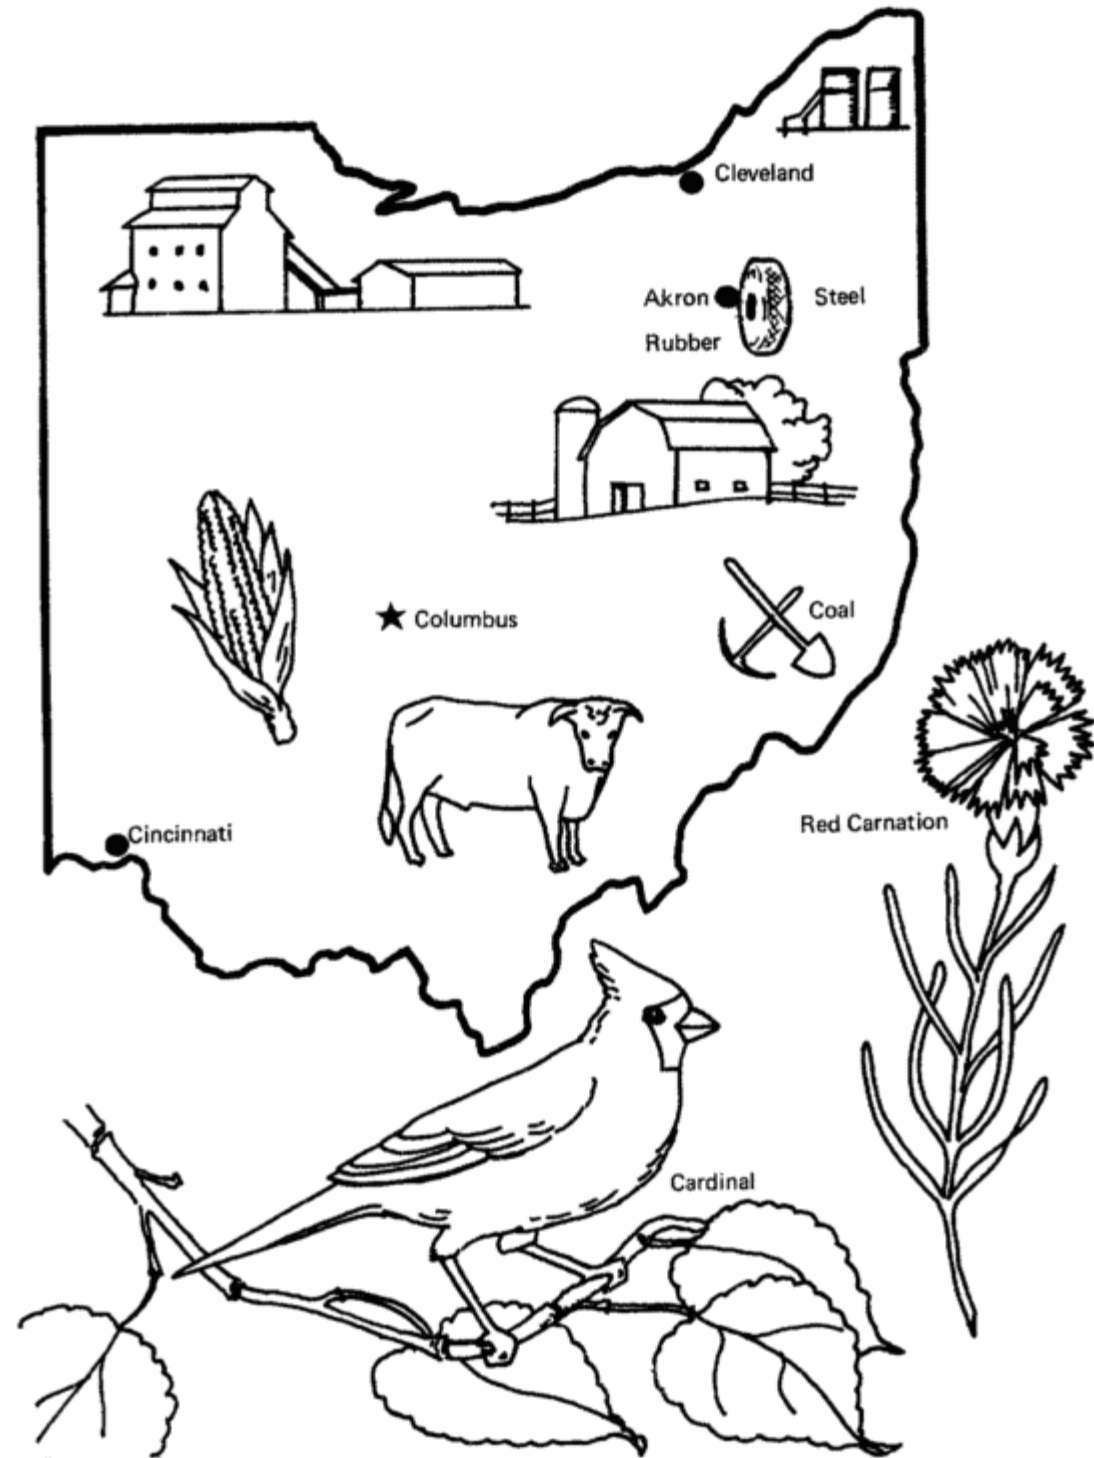 Cleveland
Akron
Steel
Rubber
Coal
Columbus
Cincinnati
Red Carnation
Cardinal